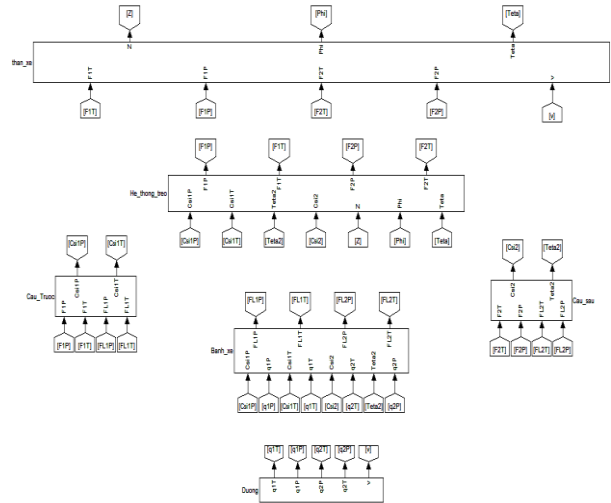 [Z] [Phi] [Teta]
N Phi Teta
than_xe
F1T F1P F2T F2P v
[F1T] [F1P] [F2T] [F2P] [v]
[F1P] [F1T] [F2P] [F2T]
F1P F1T F2P F2T
He_thong_treo
Csi1P Csi1T Teta2 Csi2 N Phi Teta
[Csi1P] [Csi1T] [Teta2] [Csi2] [Z] [Phi] [Teta]
[Csi1P] [Csi1T]
Csi1P Csi1T
Cau_Truoc
F1P F1T FL1P FL1T
[F1P] [F1T] [FL1P] [FL1T]
[Csi2] [Teta2]
Csi2 Teta2
Cau_sau
F2T F2P FL2T FL2P
[F2T] [F2P] [FL2T] [FL2P]
[FL1P] [FL1T] [FL2P] [FL2T]
FL1P FL1T FL2P FL2T
Banh_xe
Csi1P q1P Csi1T q1T Csi2 q2T Teta2 q2P
[Csi1P] [q1P] [Csi1T] [q1T] [Csi2] [q2T] [Teta2] [q2P]
[q1T] [q1P] [q2T] [q2P] [v]
q1T q1P q2P q2T v
Duong